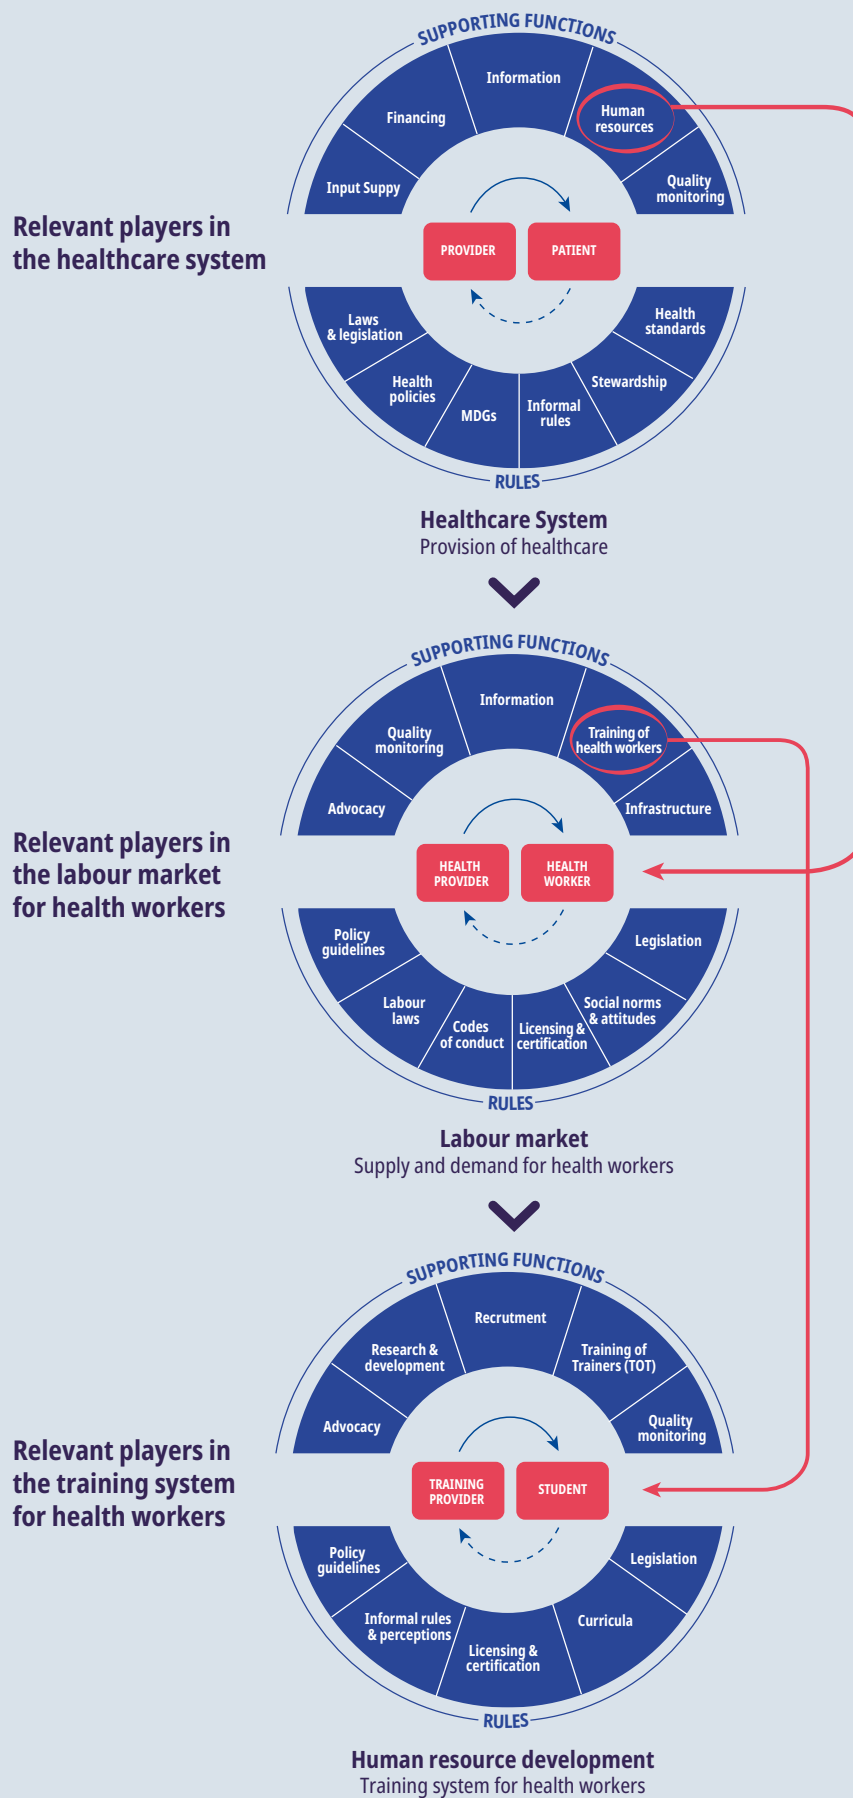 SUPPORTING FUNCTIONS
Information
Financing
Human
resources
Input Suppy
Quality
monitoring
Relevant players in
the healthcare system
PROVIDER
PATIENT
Laws
& legislation
Health
standards
Health
policies
Stewardship
MDGs
Informal
rules
RULES
Healthcare System
Provision of healthcare
SUPPORTING FUNCTIONS
Information
Quality
monitoring
Training of
health workers
Advocacy
Infrastructure
Relevant players in
the labour market
for health workers
HEALTH
PROVIDER
HEALTH
WORKER
Policy
guidelines
Legislation
Labour
laws
Social norms
& attitudes
Codes
of conduct
Licensing &
certification
RULES
Labour market
Supply and demand for health workers
SUPPORTING FUNCTIONS
Recrutment
Research &
development
Training of
Trainers (TOT)
Advocacy
Quality
monitoring
Relevant players in
the training system
for health workers
TRAINING
PROVIDER
STUDENT
Policy
guidelines
Legislation
Informal rules
& perceptions
Curricula
Licensing &
certification
RULES
Human resource development
Training system for health workers